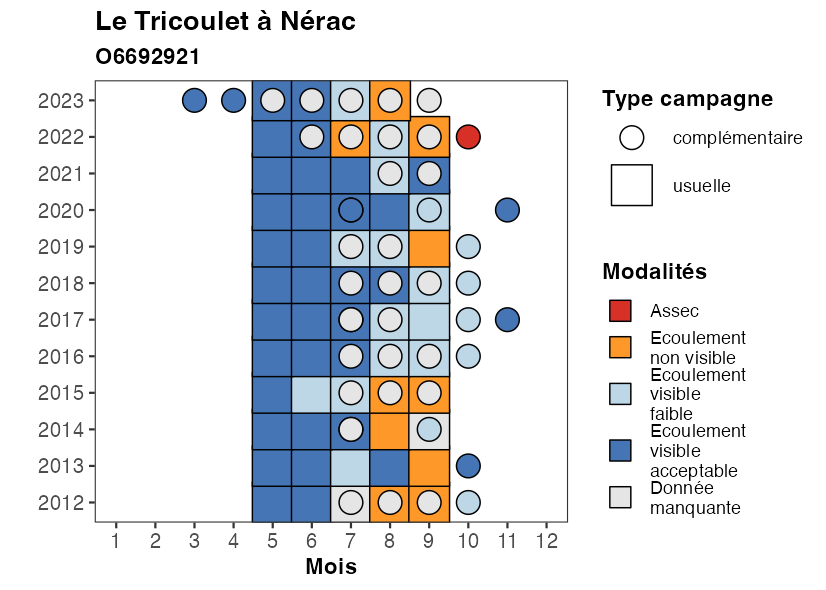 Le Tricoulet à Nérac
O6692921
2023
2022
2021
2020
2019
2018
2017
2016
2015
2014
2013
2012
1 2 3 4 5 6 7 8 9 10 11 12
Mois
Type campagne
complémentaire
usuelle
Modalités
Assec
Ecoulement
non visible
Ecoulement
visible
faible
Ecoulement
visible
acceptable
Donnée
manquante